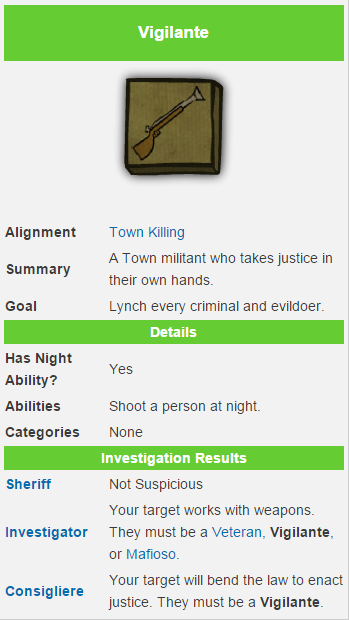 Vigilante
Alignment Town Killing
Summary A Town militant who takes justice in
their own hands.
Goal Lynch every criminal and evildoer.
Details
Has Night
Ability? Yes
Abilities Shoot a person at night.
Categories None
Investigation Results
Sheriff Not Suspicious
Your target works with weapons.
Investigator They must be a Veteran, Vigilante,
or Mafioso.
Consigliere Your target will bend the law to enact
justice. They must be a Vigilante.